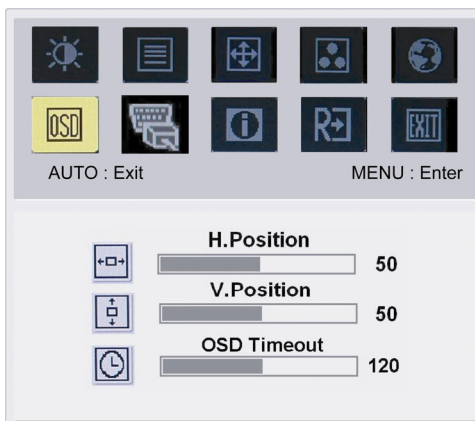 OSD
i
R
EXIT
AUTO : Exit
MENU : Enter
H.Position
50
V.Position
50
OSD Timeout
120